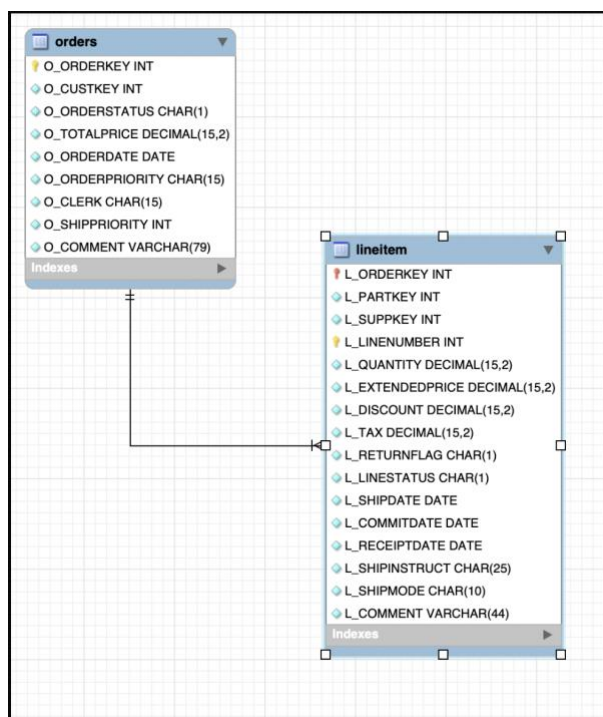 orders
O_ORDERKEY INT
O_CUSTKEY INT
O_ORDERSTATUS CHAR(1)
O_TOTALPRICE DECIMAL(15,2)
O_ORDERDATE DATE
O_ORDERPRIORITY CHAR(15)
O_CLERK CHAR(15)
O_SHIPPRIORITY INT
O_COMMENT VARCHAR(79)
Indexes
lineitem
L_ORDERKEY INT
L_PARTKEY INT
L_SUPPKEY INT
L_LINENUMBER INT
L_QUANTITY DECIMAL(15,2)
L_EXTENDEDPRICE DECIMAL(15,2)
L_DISCOUNT DECIMAL(15,2)
L_TAX DECIMAL(15,2)
L_RETURNFLAG CHAR(1)
L_LINESTATUS CHAR(1)
L_SHIPDATE DATE
L_COMMITDATE DATE
L_RECEIPTDATE DATE
L_SHIPINSTRUCT CHAR(25)
L_SHIPMODE CHAR(10)
L_COMMENT VARCHAR(44)
Indexes